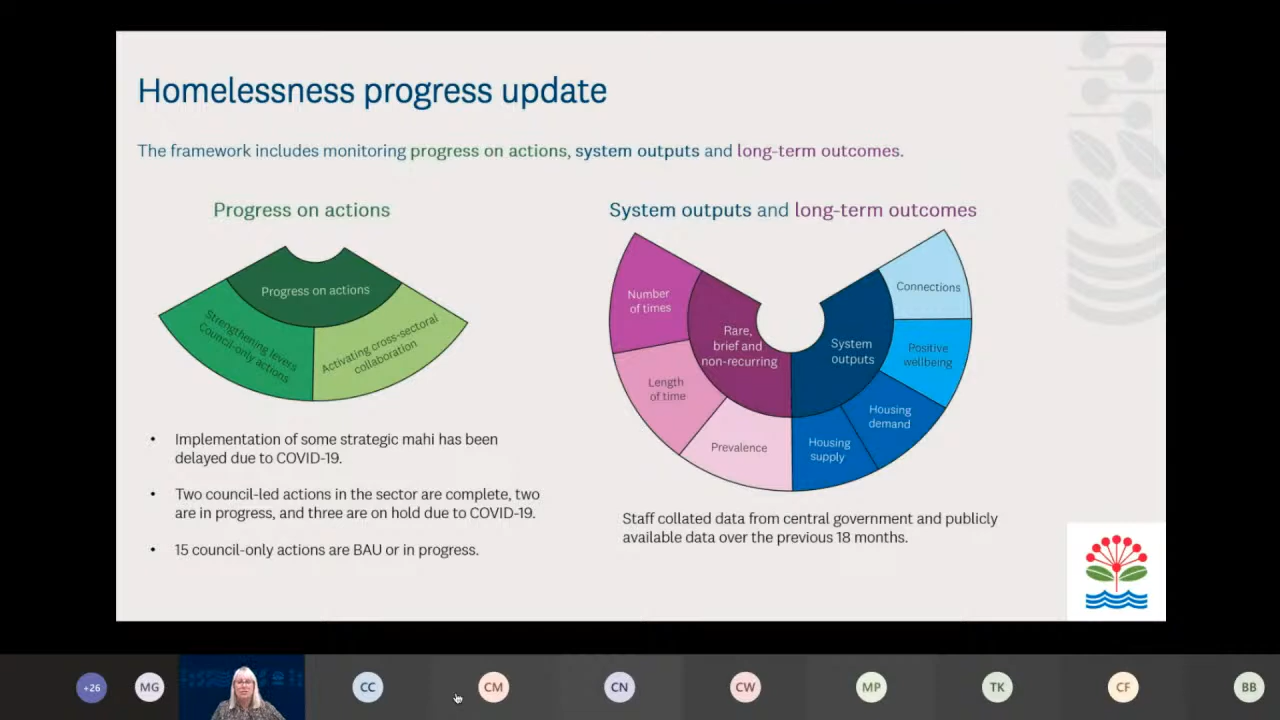 Homelessness progress update
The framework includes monitoring progress on actions, system outputs and long-term outcomes.
Progress on actions
Progress on actions
Strengthening levers
Council-only actions
Activating cross-sectoral
collaboration
Implementation of some strategic mahi has been
delayed due to COVID-19.
Two council-led actions in the sector are complete, two
are in progress, and three are on hold due to COVID-19.
15 council-only actions are BAU or in progress.
System outputs and long-term outcomes
Number
of times
Length
of time
Prevalence
Rare,
brief and
non-recurring
System
outputs
Connections
Positive
wellbeing
Housing
demand
Housing
supply
Staff collated data from central government and publicly
available data over the previous 18 months.
+26
MG
CC
CM
CN
CW
MP
TK
CF
BB